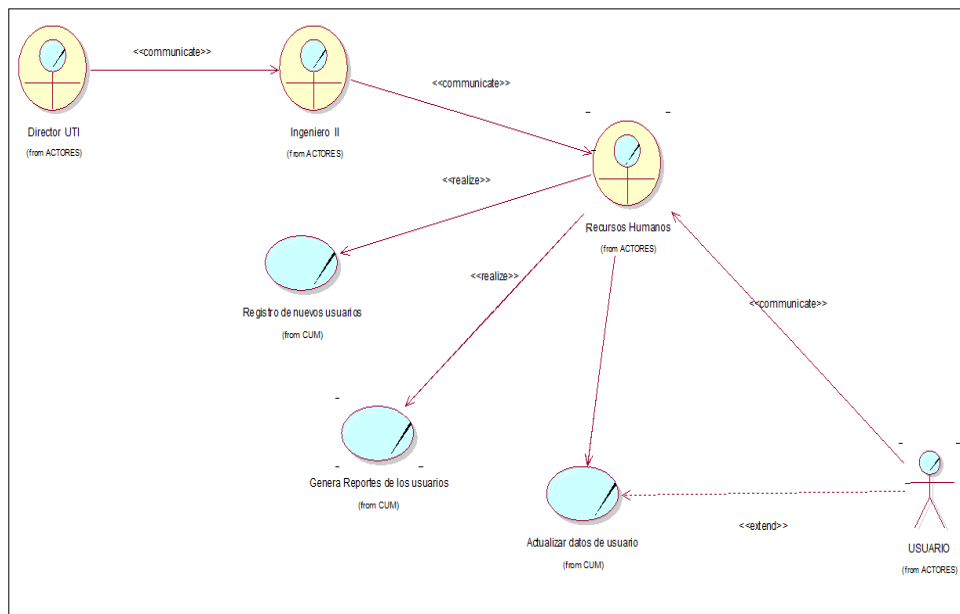 <<communicate>>
Director UTI
(from ACTORES)
Ingeniero II
(from ACTORES)
<<communicate>>
Recursos Humanos
(from ACTORES)
<<realize>>
Registro de nuevos usuarios
(from CUM)
<<realize>>
<<communicate>>
Genera Reportes de los usuarios
(from CUM)
Actualizar datos de usuario
(from CUM)
<<extend>>
USUARIO
(from ACTORES)